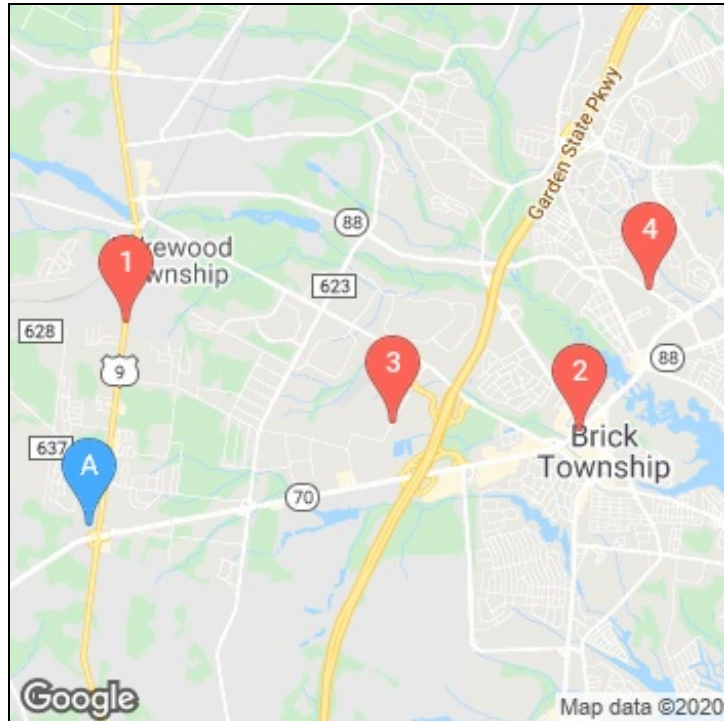 Garden State Pkwy
88
4
kewood
wnship
1
623
628
88
9
3
2
637
Brick
Township
A
70
Google
Map data ©2020